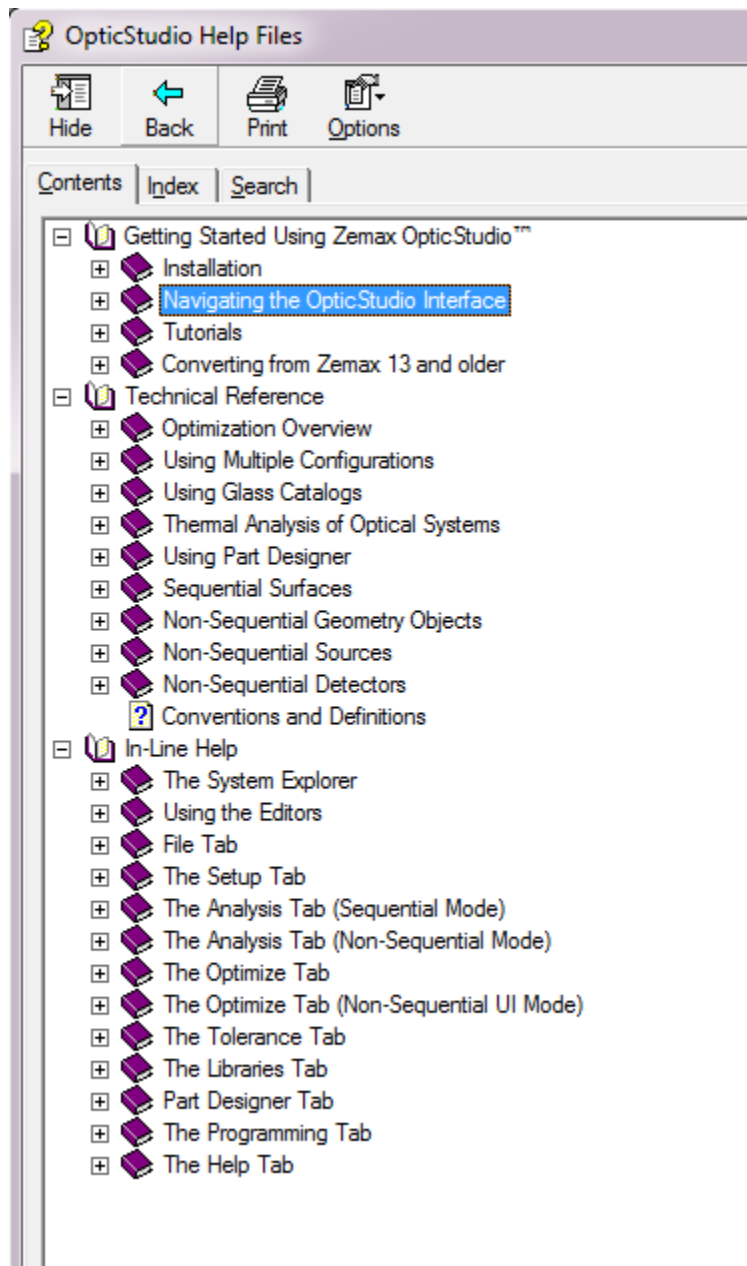 OpticStudio Help Files
Hide Back Print Options
Contents Index Search
Getting Started Using Zemax OpticStudio™
Installation
Navigating the OpticStudio Interface
Tutorials
Converting from Zemax 13 and older
Technical Reference
Optimization Overview
Using Multiple Configurations
Using Glass Catalogs
Thermal Analysis of Optical Systems
Using Part Designer
Sequential Surfaces
Non-Sequential Geometry Objects
Non-Sequential Sources
Non-Sequential Detectors
Conventions and Definitions
In-Line Help
The System Explorer
Using the Editors
File Tab
The Setup Tab
The Analysis Tab (Sequential Mode)
The Analysis Tab (Non-Sequential Mode)
The Optimize Tab
The Optimize Tab (Non-Sequential UI Mode)
The Tolerance Tab
The Libraries Tab
Part Designer Tab
The Programming Tab
The Help Tab